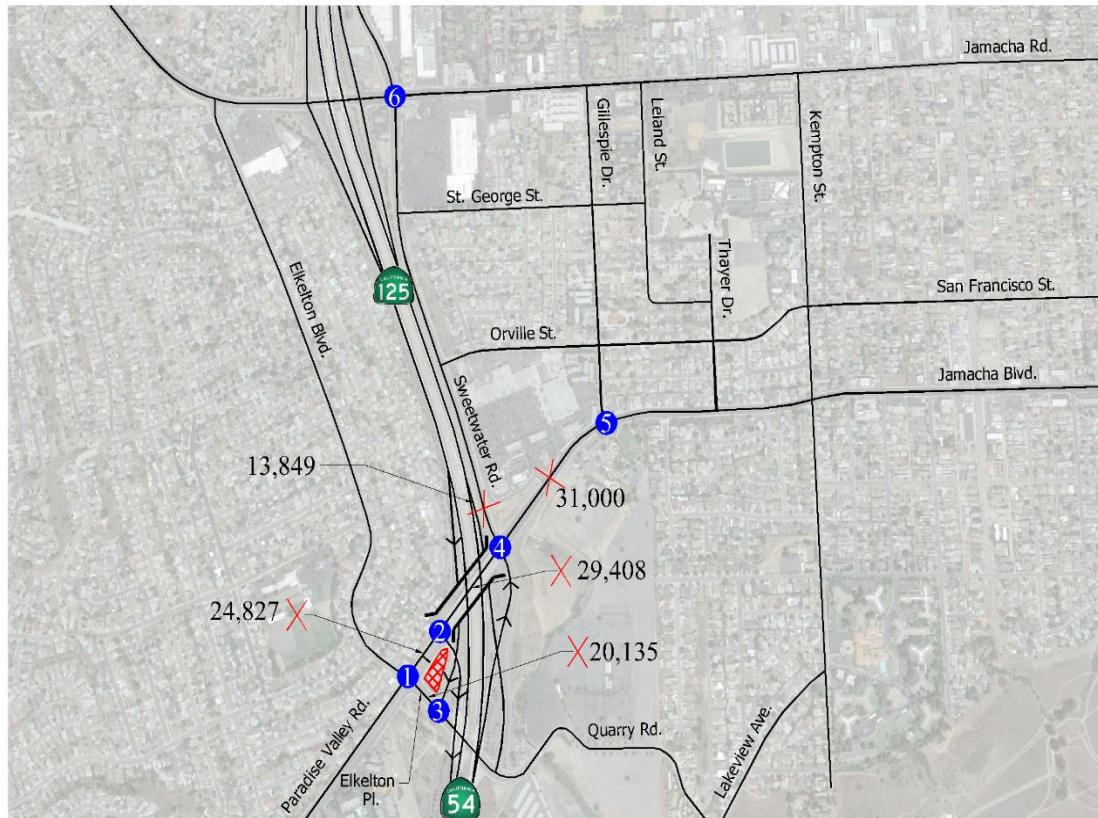 Jamacha Rd.
6
Gillespie Dr.
Leland St.
Kempton St.
St. George St.
Elkelton Blvd.
CALIFORNIA
125
Thayer Dr.
San Francisco St.
Orville St.
Sweetwater Rd.
Jamacha Blvd.
5
13,849
31,000
4
29,408
24,827
2
20,135
1
3
Paradise Valley Rd.
Quarry Rd.
Lakeview Ave.
Elkelton
Pl.
CALIFORNIA
54